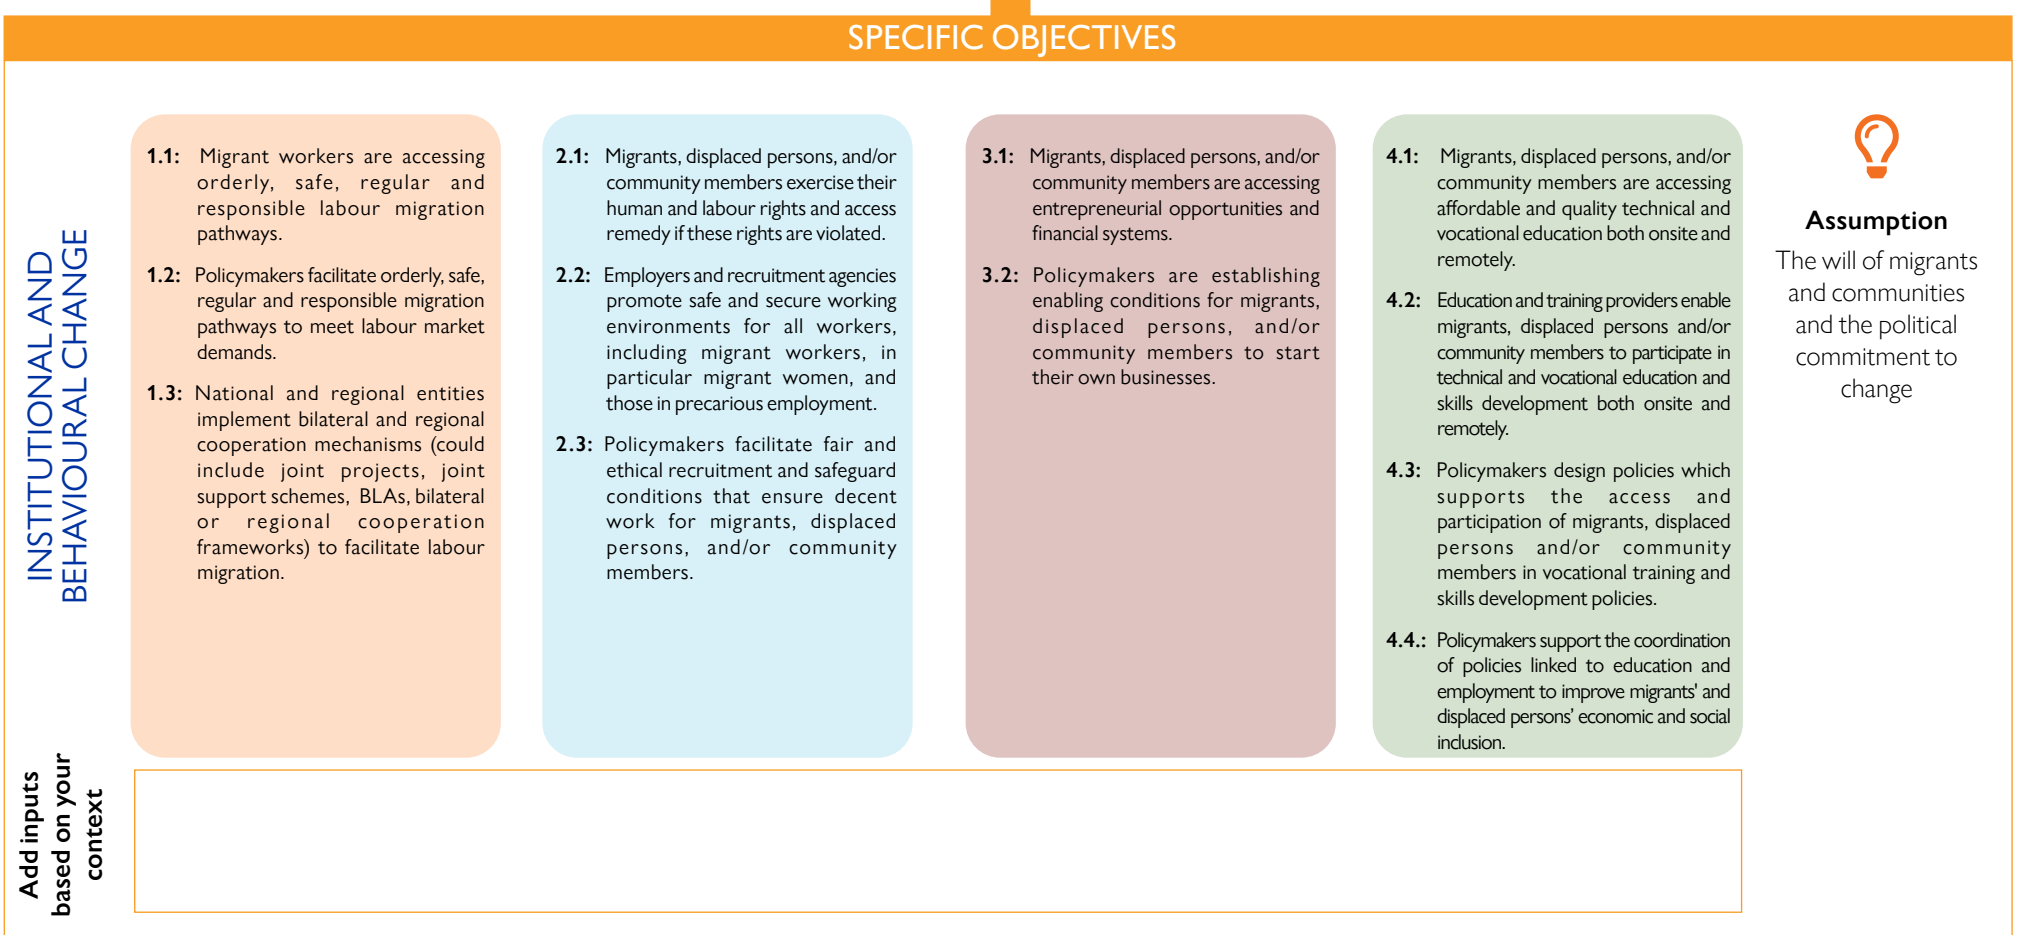 SPECIFIC OBJECTIVES
INSTITUTIONAL AND
BEHAVIOURAL CHANGE
1.1: Migrant workers are accessing
orderly, safe, regular and
responsible labour migration
pathways.
1.2: Policymakers facilitate orderly, safe,
regular and responsible migration
pathways to meet labour market
demands.
1.3: National and regional entities
implement bilateral and regional
cooperation mechanisms (could
include joint projects, joint
support schemes, BLAs, bilateral
or regional cooperation
frameworks) to facilitate labour
migration.
2.1: Migrants, displaced persons, and/or
community members exercise their
human and labour rights and access
remedy if these rights are violated.
2.2: Employers and recruitment agencies
promote safe and secure working
environments for all workers,
including migrant workers, in
particular migrant women, and
those in precarious employment.
2.3: Policymakers facilitate fair and
ethical recruitment and safeguard
conditions that ensure decent
work for migrants, displaced
persons, and/or community
members.
3.1: Migrants, displaced persons, and/or
community members are accessing
entrepreneurial opportunities and
financial systems.
3.2: Policymakers are establishing
enabling conditions for migrants,
displaced persons, and/or
community members to start
their own businesses.
4.1: Migrants, displaced persons, and/or
community members are accessing
affordable and quality technical and
vocational education both onsite and
remotely.
4.2: Education and training providers enable
migrants, displaced persons and/or
community members to participate in
technical and vocational education and
skills development both onsite and
remotely.
4.3: Policymakers design policies which
supports the access and
participation of migrants, displaced
persons and/or community
members in vocational training and
skills development policies.
4.4.: Policymakers support the coordination
of policies linked to education and
employment to improve migrants' and
displaced persons’ economic and social
inclusion.
Assumption
The will of migrants
and communities
and the political
commitment to
change
Add inputs
based on your
context